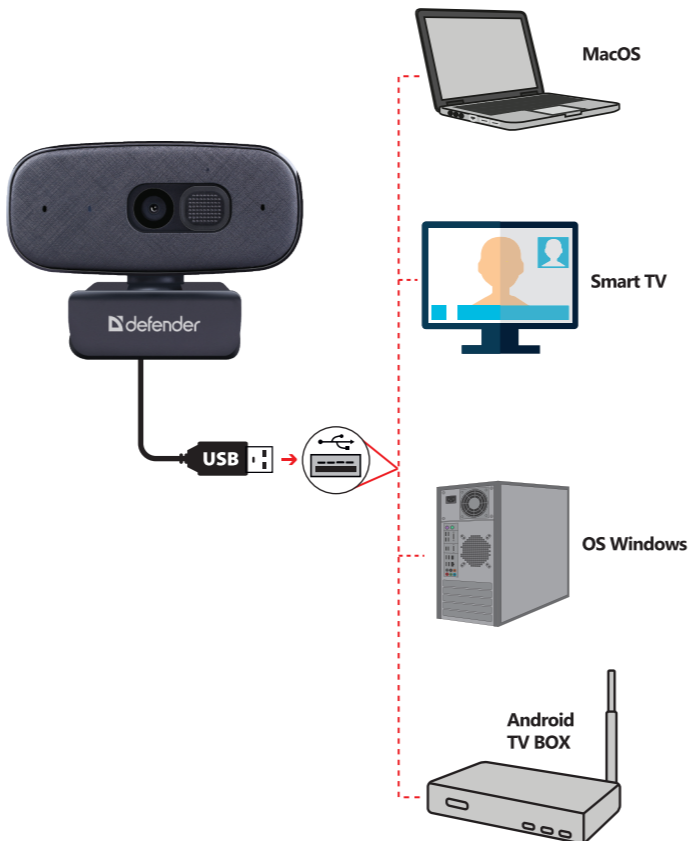 MacOS
defender
Smart TV
USB
OS Windows
Android
TV BOX